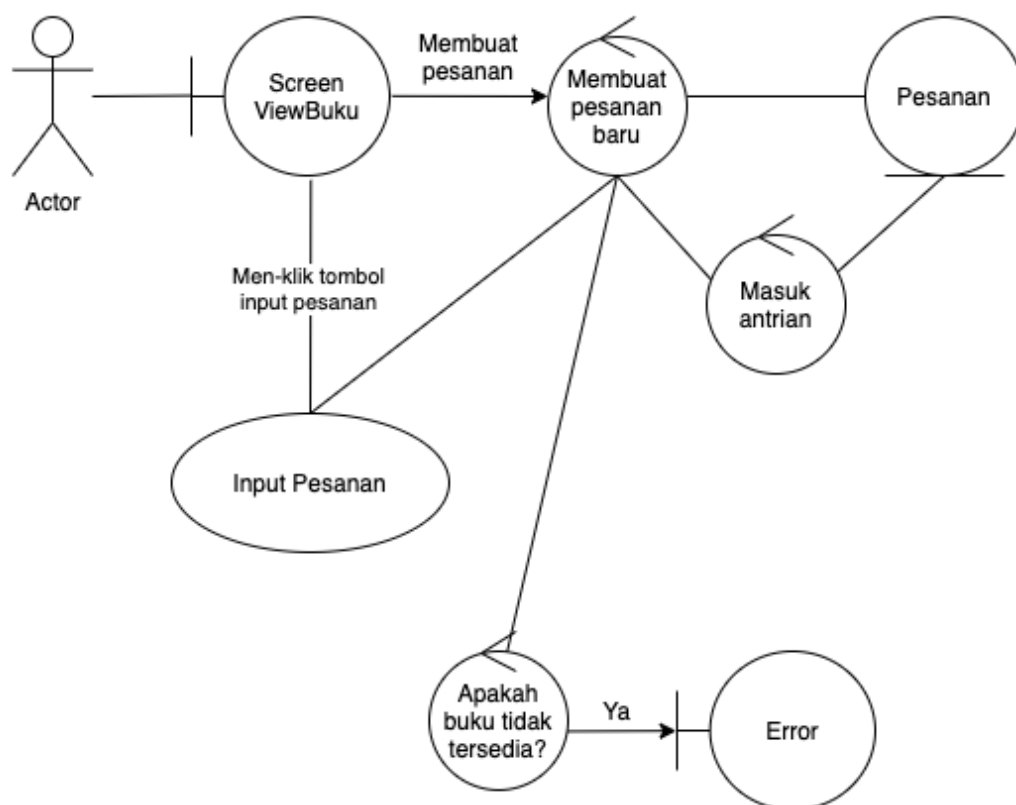 Actor
Screen
ViewBuku
Membuat
pesanan
Membuat
pesanan
baru
Pesanan
Masuk
antrian
Men-klik tombol
input pesanan
Input Pesanan
Apakah
buku tidak
tersedia?
Ya
Error